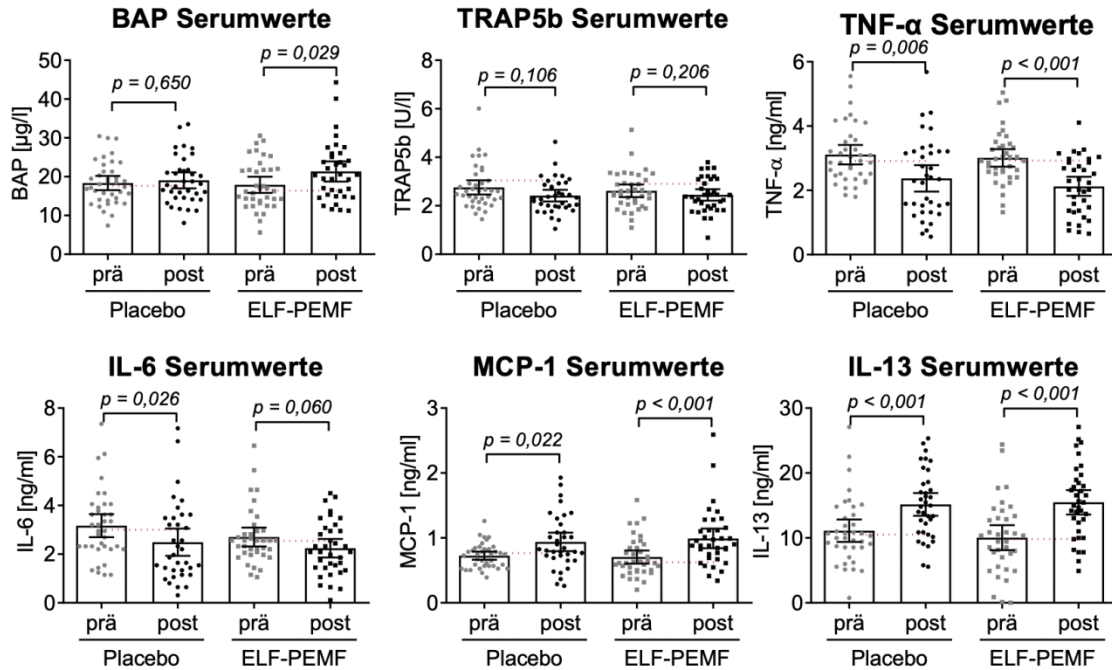 BAP Serumwerte
p = 0,650
p = 0,029
BAP [µg/l]
50
40
30
20
10
0
prä post prä post
Placebo ELF-PEMF
TRAP5b Serumwerte
p = 0,106
p = 0,206
TRAP5b [U/l]
8
6
4
2
0
prä post prä post
Placebo ELF-PEMF
TNF-α Serumwerte
p = 0,006
p < 0,001
TNF-α [ng/ml]
6
4
2
0
prä post prä post
Placebo ELF-PEMF
IL-6 Serumwerte
p = 0,026
p = 0,060
IL-6 [ng/ml]
8
6
4
2
0
prä post prä post
Placebo ELF-PEMF
MCP-1 Serumwerte
p = 0,022
p < 0,001
MCP-1 [ng/ml]
3
2
1
0
prä post prä post
Placebo ELF-PEMF
IL-13 Serumwerte
p < 0,001
p < 0,001
IL-13 [ng/ml]
30
20
10
0
prä post prä post
Placebo ELF-PEMF